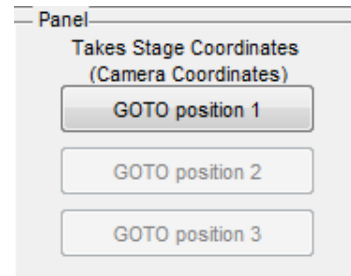 Panel
Takes Stage Coordinates
(Camera Coordinates)
GOTO position 1
GOTO position 2
GOTO position 3